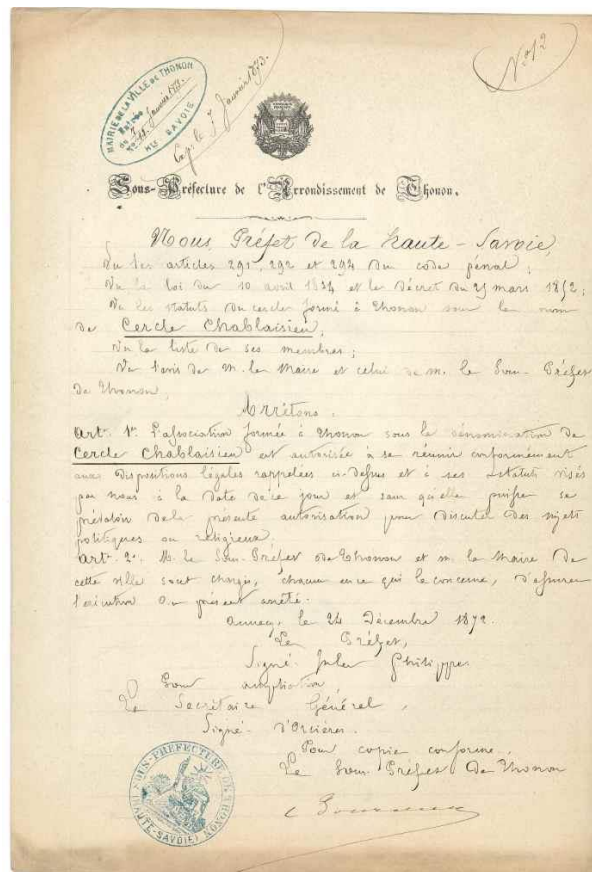 N° 12
MAIRIE DE LA VILLE DE THONON
Hte SAVOIE
Janvier 1873
Sous-Préfecture de l'Arrondissement de Thonon.
Nous, Préfet de la haute-Savoie,
Vu les articles 291, 292 et 294 du code pénal;
Vu la loi du 10 avril 1834 et le décret du 25 mars 1852;
Vu les statuts du cercle formé à Thonon sous le nom
de Cercle Chablaisien;
Vu la liste de ses membres;
Vu l'avis de M. le Maire et celui de M. le Sous-Préfet
de Thonon,
Arrêtons:
Art. 1er L'association formée à Thonon sous la dénomination de
Cercle Chablaisien est autorisée à se réunir conformément
aux dispositions légales rappelées ci-dessus et à ses statuts visés
par nous à la date de ce jour et sans qu'elle puisse se
prévaloir de la présente autorisation pour discuter des sujets
politiques ou religieux.
Art. 2e. M. le Sous-Préfet de Thonon et M. le Maire de
cette ville sont chargés, chacun en ce qui le concerne, d'assurer
l'exécution du présent arrêté.
Annecy, le 24 Décembre 1872.
Le Préfet,
Signé: Jules Philippe
Pour ampliation,
Le Secrétaire Général,
Signé: d'Orcières.
Pour copie conforme,
Le Sous-Préfet de Thonon
SOUS-PREFECTURE DE THONON
(HAUTE-SAVOIE)